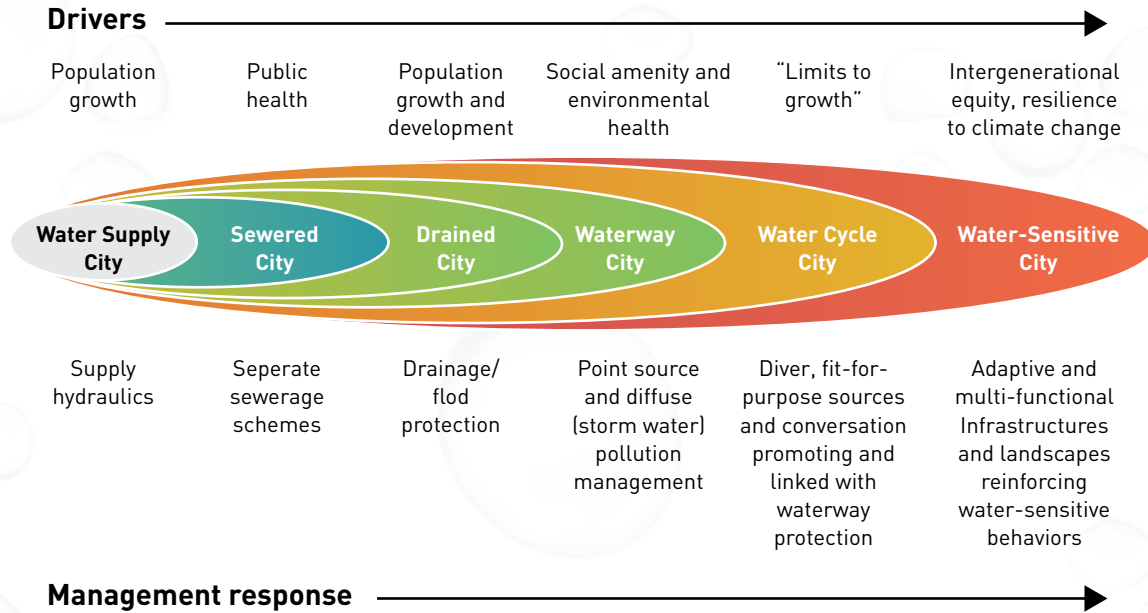 Drivers
Population
growth
Public
health
Population
growth and
development
Social amenity and
environmental
health
“Limits to
growth”
Intergenerational
equity, resilience
to climate change
Water Supply
City
Sewered
City
Drained
City
Waterway
City
Water Cycle
City
Water-Sensitive
City
Supply
hydraulics
Seperate
sewerage
schemes
Drainage/
flod
protection
Point source
and diffuse
(storm water)
pollution
management
Diver, fit-for-
purpose sources
and conversation
promoting and
linked with
waterway
protection
Adaptive and
multi-functional
Infrastructures
and landscapes
reinforcing
water-sensitive
behaviors
Management response